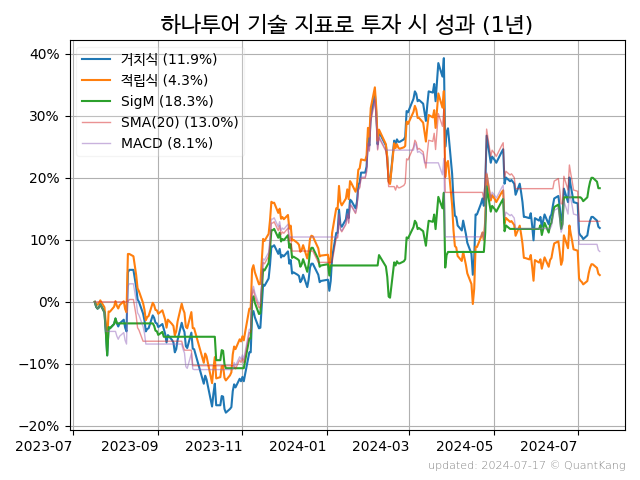 하나투어 기술 지표로 투자 시 성과 (1년)
40%
30%
20%
10%
0%
−10%
−20%
거치식 (11.9%)
적립식 (4.3%)
SigM (18.3%)
SMA(20) (13.0%)
MACD (8.1%)
2023-07 2023-09 2023-11 2024-01 2024-03 2024-05 2024-07
updated: 2024-07-17 © QuantKang